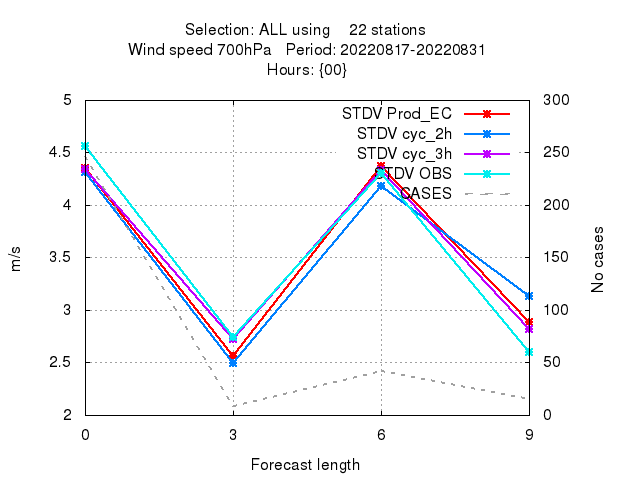 Selection: ALL using    22 stations
Wind speed 700hPa   Period: 20220817-20220831
Hours: {00}
5 300
STDV Prod_EC
STDV cyc_2h
4.5 STDV cyc_3h 250
STDV OBS
4 CASES 200
3.5 150
m/s
No cases
3 100
2.5 50
2 0
0 3 6 9
Forecast length